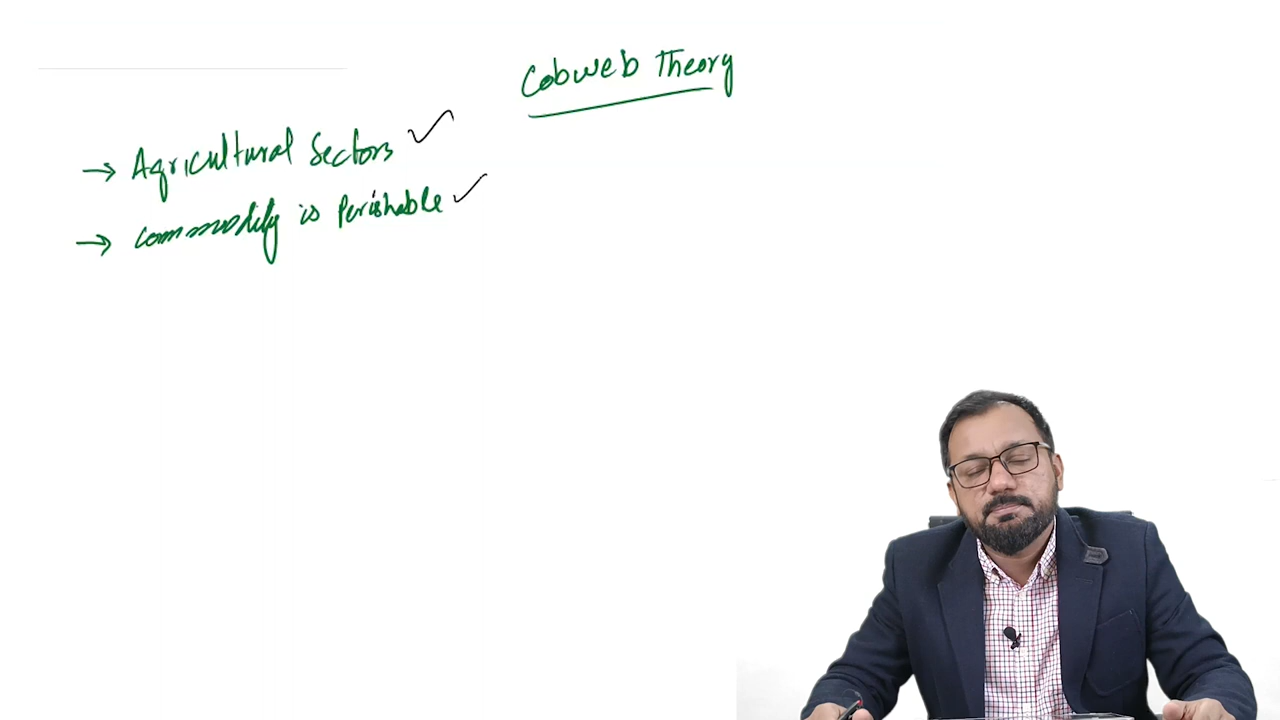 Cobweb Theory
→ Agricultural Sectors ✓
→ Commodity is Perishable ✓